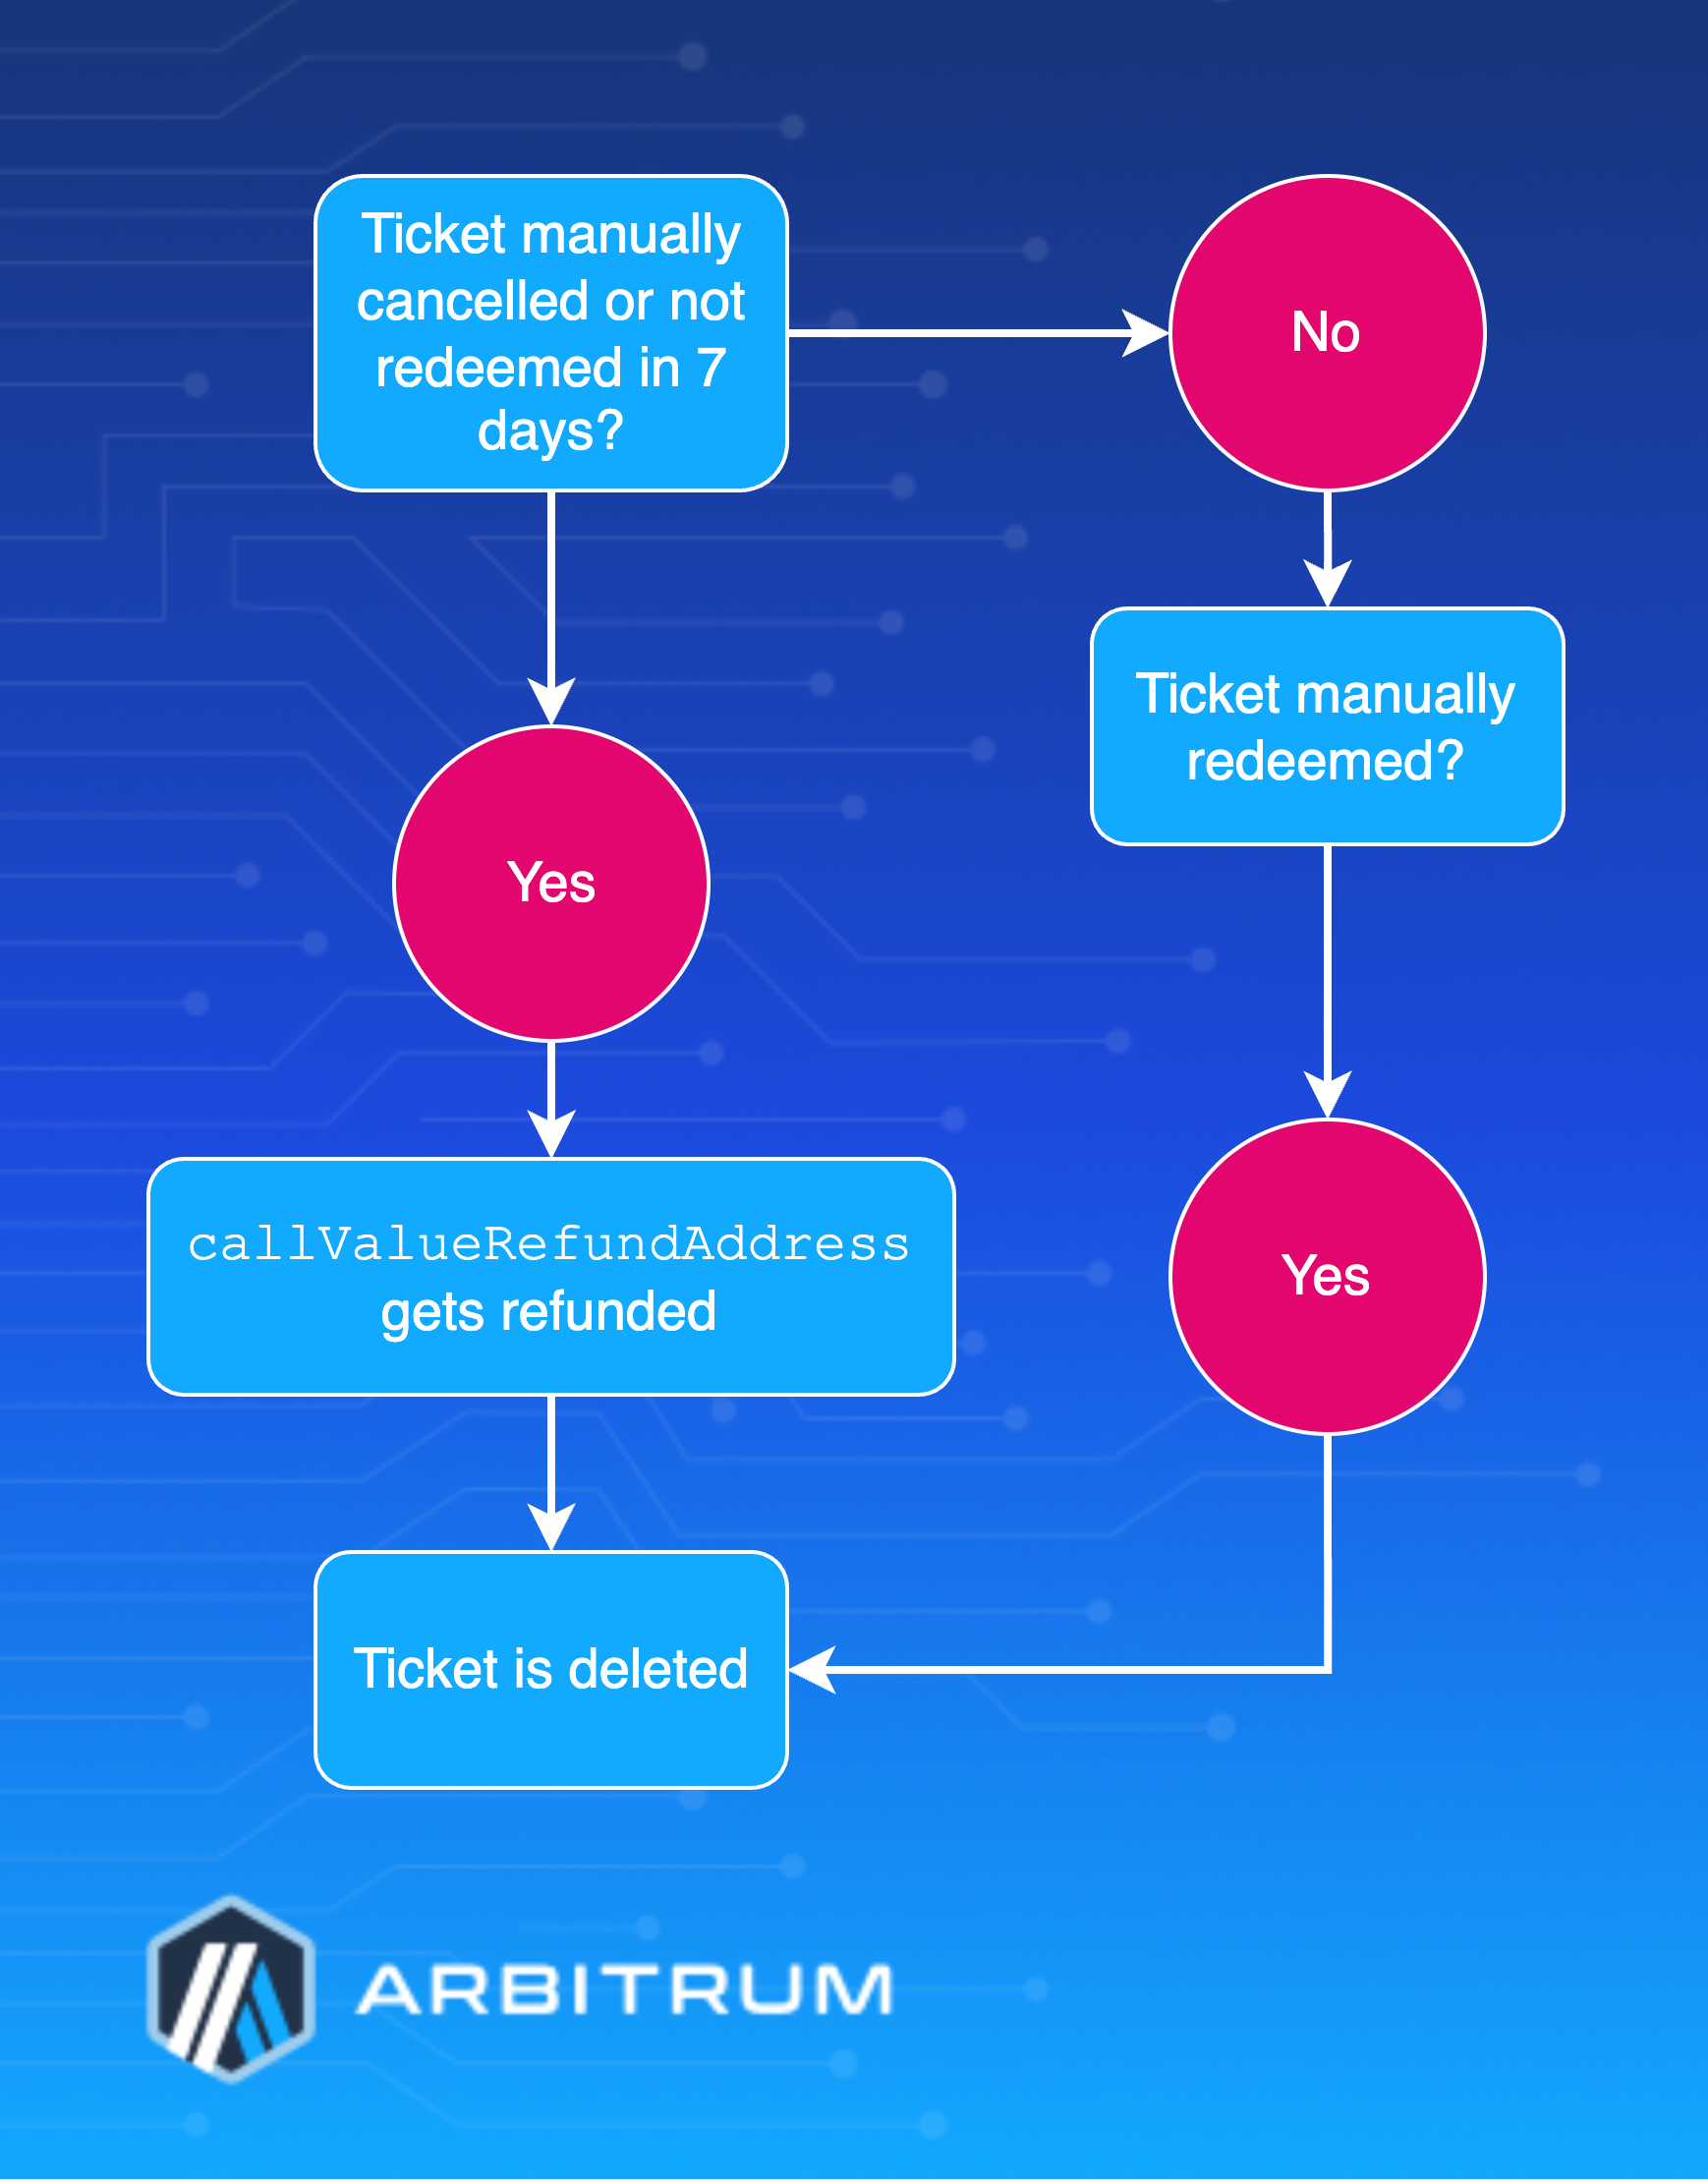 Ticket manually
cancelled or not
redeemed in 7
days?
No
Ticket manually
redeemed?
Yes
callValueRefundAddress
gets refunded
Yes
Ticket is deleted
ARBITRUM